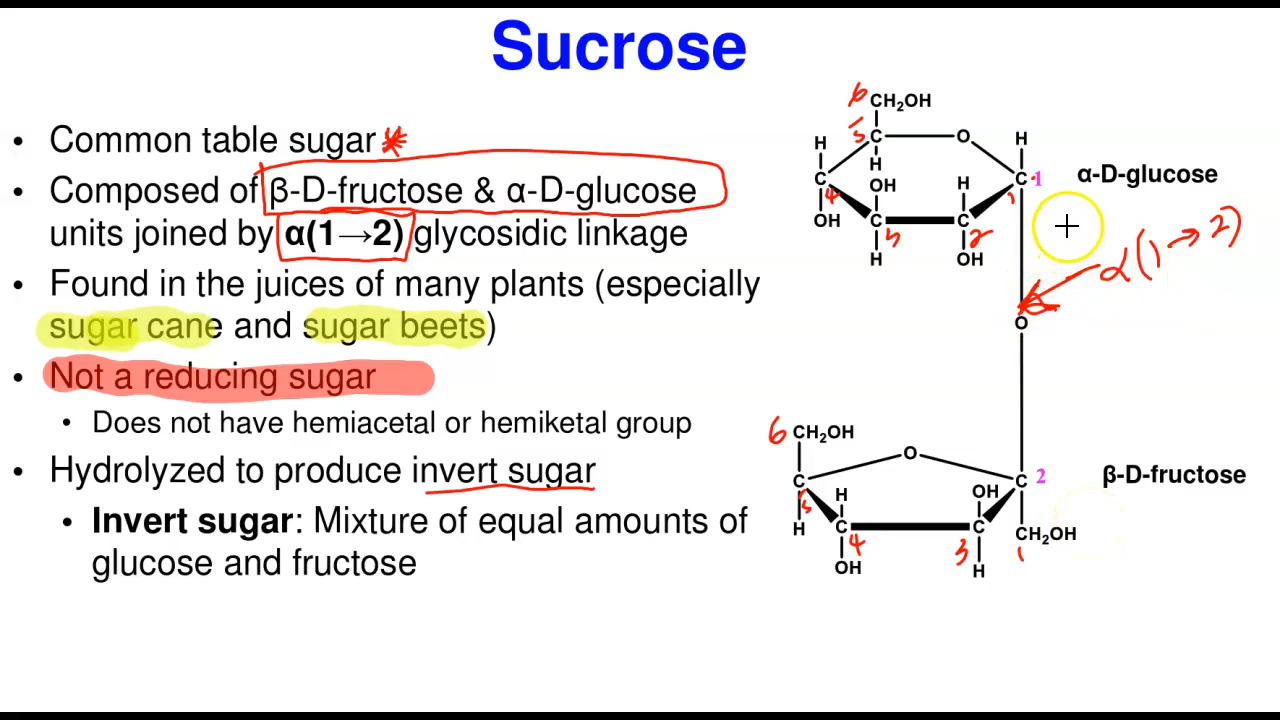 Sucrose
• Common table sugar *
• Composed of β-D-fructose & α-D-glucose
units joined by α(1→2) glycosidic linkage
• Found in the juices of many plants (especially
sugar cane and sugar beets)
• Not a reducing sugar
• Does not have hemiacetal or hemiketal group
• Hydrolyzed to produce invert sugar
• Invert sugar: Mixture of equal amounts of
glucose and fructose
6 CH₂OH
5 C O H
H H
C 4 OH H C 1 1 α-D-glucose
OH C 3 C 2
H OH
α(1→2)
O
6 CH₂OH
O
C 5 C 2 β-D-fructose
H OH
H C 4 C 3 CH₂OH
OH H 1